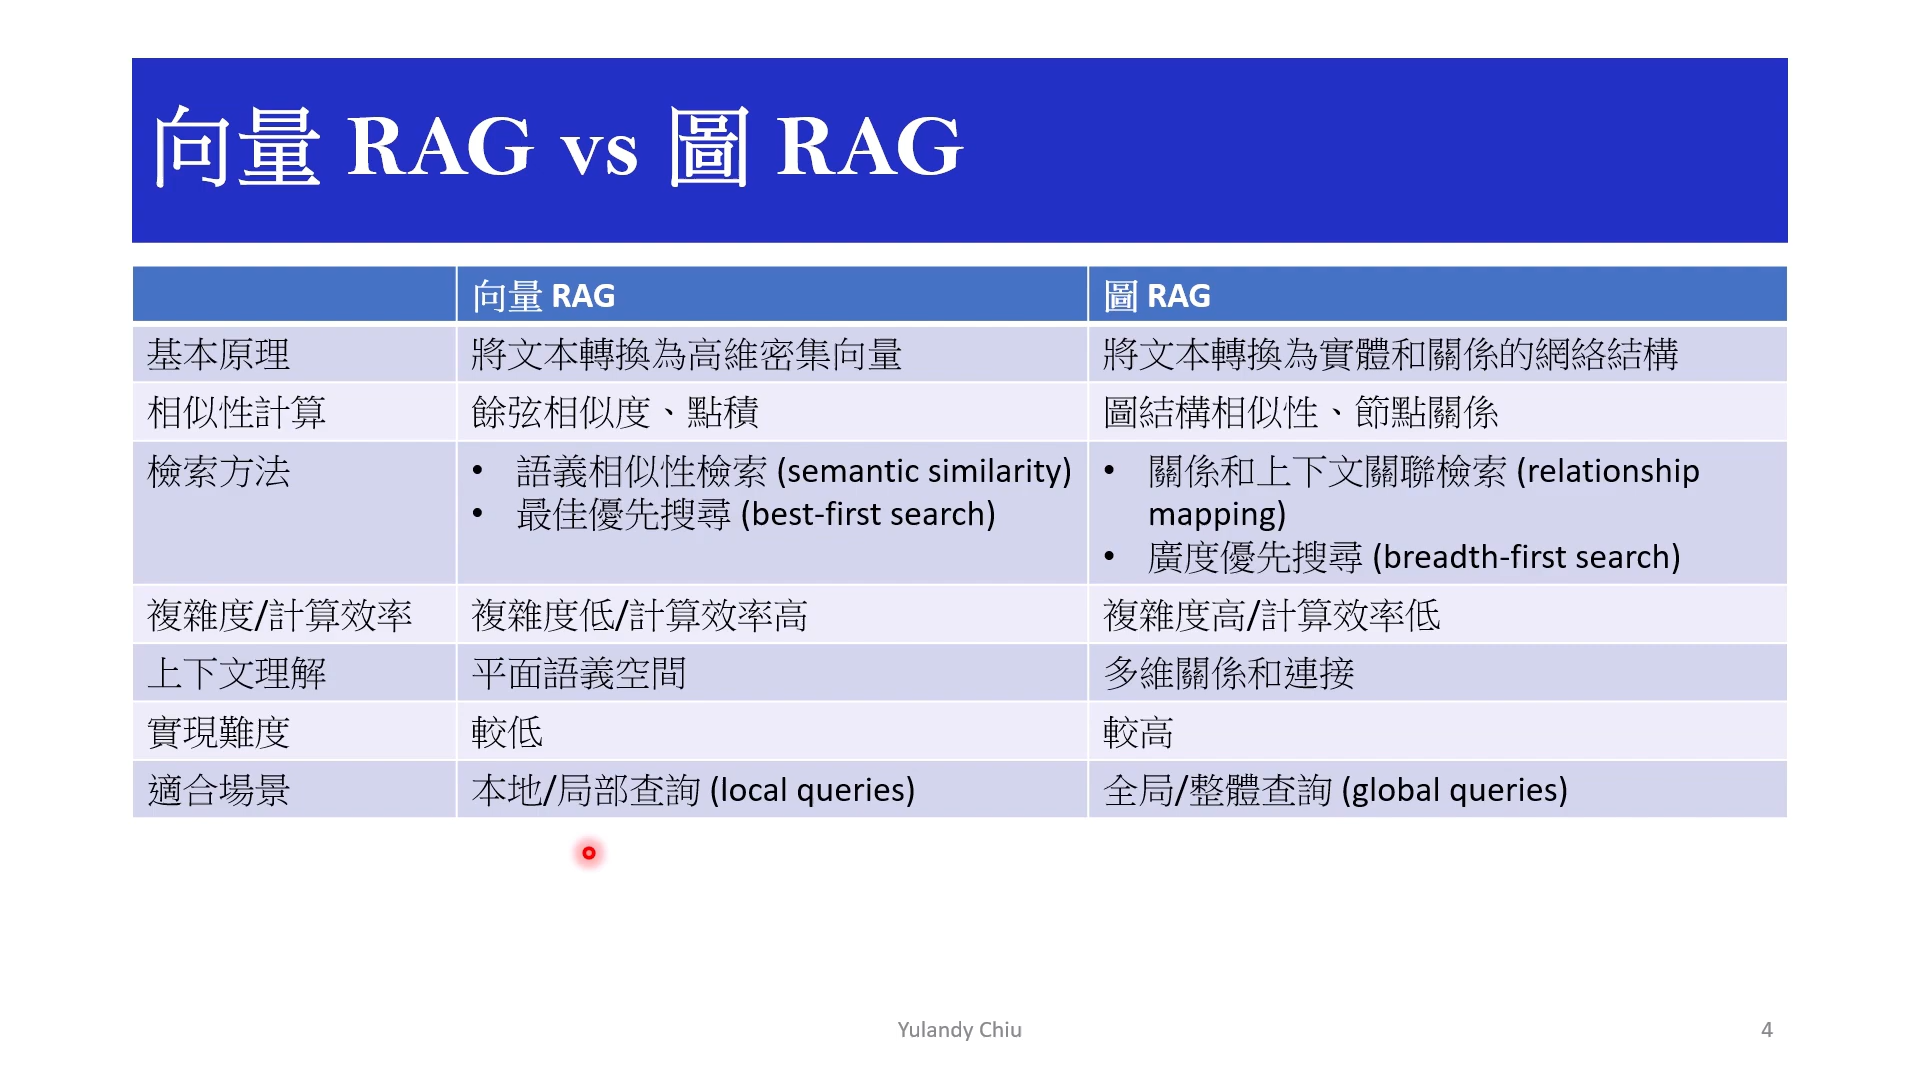 向量 RAG vs 圖 RAG
向量 RAG
圖 RAG
基本原理
將文本轉換為高維密集向量
將文本轉換為實體和關係的網絡結構
相似性計算
餘弦相似度、點積
圖結構相似性、節點關係
檢索方法
• 語義相似性檢索 (semantic similarity)
• 最佳優先搜尋 (best-first search)
• 關係和上下文關聯檢索 (relationship
mapping)
• 廣度優先搜尋 (breadth-first search)
複雜度/計算效率
複雜度低/計算效率高
複雜度高/計算效率低
上下文理解
平面語義空間
多維關係和連接
實現難度
較低
較高
適合場景
本地/局部查詢 (local queries)
全局/整體查詢 (global queries)
Yulandy Chiu
4